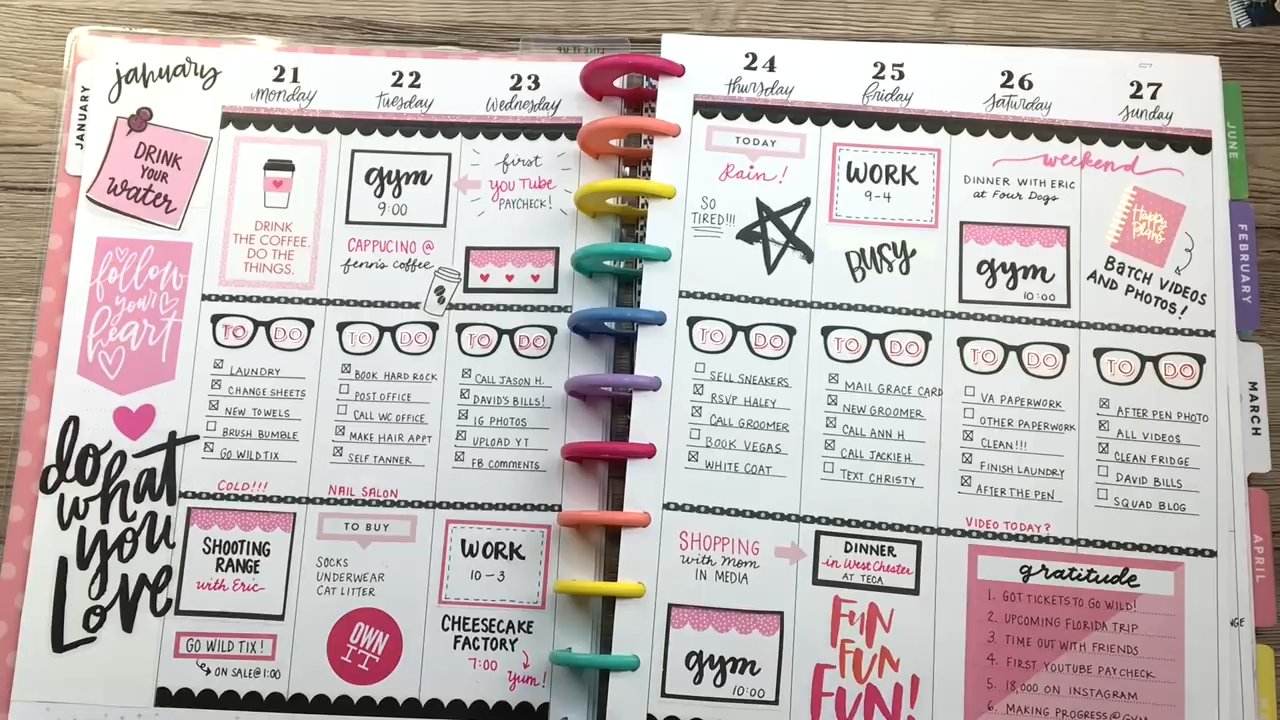 LIKE IT UP
january
JANUARY
DRINK
YOUR
water
follow
your
heart
do
what
you
Love
21
monday
DRINK
THE COFFEE.
DO THE
THINGS.
TO DO
LAUNDRY
CHANGE SHEETS
NEW TOWELS
BRUSH BUMBLE
GO WILD TIX
COLD!!!
SHOOTING
RANGE
with Eric
GO WILD TIX!
ON SALE @ 1:00
22
tuesday
gym
9:00
CAPPUCINO @
fenn's coffee
TO DO
BOOK HARD ROCK
POST OFFICE
CALL WC OFFICE
MAKE HAIR APPT
SELF TANNER
NAIL SALON
TO BUY
SOCKS
UNDERWEAR
CAT LITTER
OWN
IT
23
wednesday
first
YOUTUBE
PAYCHECK!
TO DO
CALL JASON H.
DAVID'S BILLS!
IG PHOTOS
UPLOAD YT
FB COMMENTS
WORK
10-3
CHEESECAKE
FACTORY
7:00
Yum!
24
thursday
TODAY
Rain!
SO
TIRED!!!
TO DO
SELL SNEAKERS
RSVP HALEY
CALL GROOMER
BOOK VEGAS
WHITE COAT
SHOPPING
with Mom
IN MEDIA
gym
10:00
25
friday
WORK
9-4
BUSY
TO DO
MAIL GRACE CARD
NEW GROOMER
CALL ANN H
CALL JACKIE H.
TEXT CHRISTY
DINNER
in West Chester
AT TECA
FUN
FUN
FUN!
26
saturday
weekend
DINNER WITH ERIC
at Four Dogs
gym
10:00
TO DO
VA PAPERWORK
OTHER PAPERWORK
CLEAN!!!
FINISH LAUNDRY
AFTER THE PEN
VIDEO TODAY?
27
sunday
Happy
Plans
BATCH VIDEOS
AND PHOTOS!
TO DO
AFTER PEN PHOTO
ALL VIDEOS
CLEAN FRIDGE
DAVID BILLS
SQUAD BLOG
gratitude
1. GOT TICKETS TO GO WILD!
2. UPCOMING FLORIDA TRIP
3. TIME OUT WITH FRIENDS
4. FIRST YOUTUBE PAYCHECK
5. 18,000 ON INSTAGRAM
6. MAKING PROGRESS @ GYM
JUNE
FEBRUARY
MARCH
APRIL